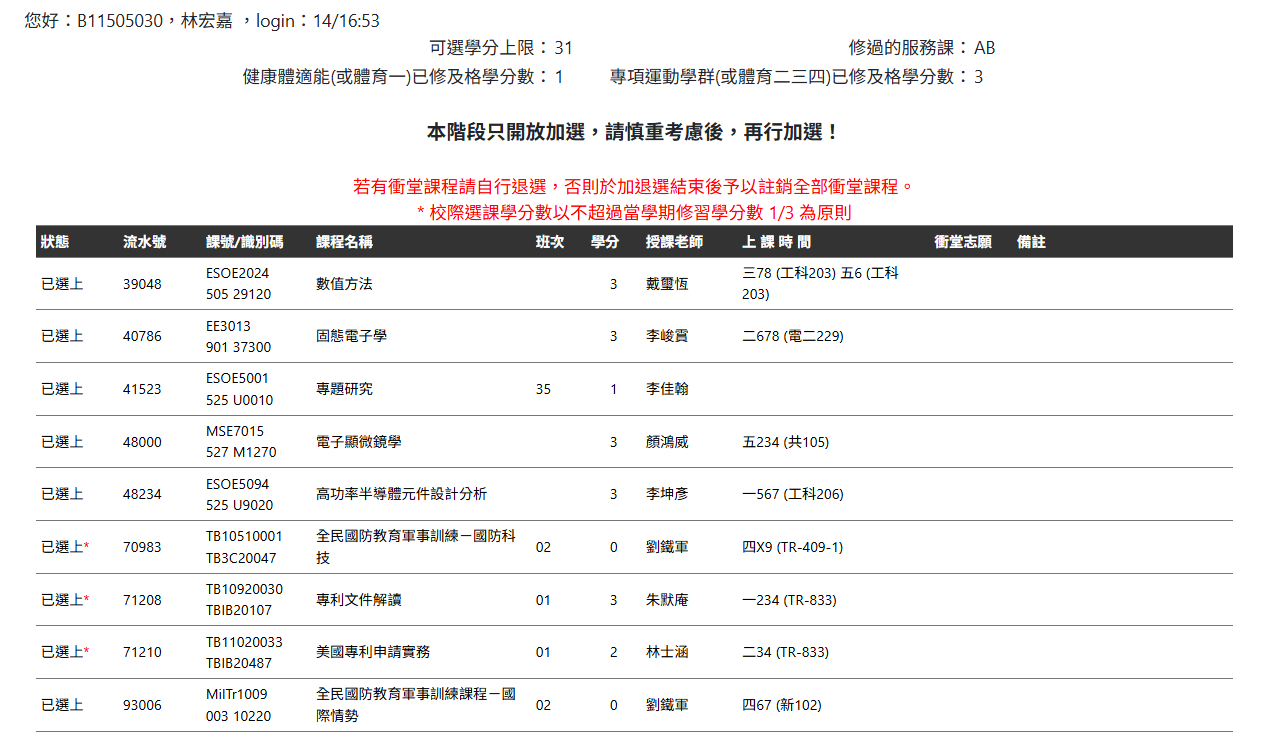 您好：B11505030，林宏嘉 ，login：14/16:53
可選學分上限： 31 修過的服務課： AB
健康體適能(或體育一)已修及格學分數： 1 專項運動學群(或體育二三四)已修及格學分數： 3
本階段只開放加選，請慎重考慮後，再行加選！
若有衝堂課程請自行退選，否則於加退選結束後予以註銷全部衝堂課程。
* 校際選課學分數以不超過當學期修習學分數 1/3 為原則
狀態 流水號 課號/識別碼 課程名稱 班次 學分 授課老師 上 課 時 間 衝堂志願 備註
已選上 39048 ESOE2024 505 29120 數值方法 3 戴璽恆 三78 (工科203) 五6 (工科203)
已選上 40786 EE3013 901 37300 固態電子學 3 李峻霣 二678 (電二229)
已選上 41523 ESOE5001 525 U0010 專題研究 35 1 李佳翰
已選上 48000 MSE7015 527 M1270 電子顯微鏡學 3 顏鴻威 五234 (共105)
已選上 48234 ESOE5094 525 U9020 高功率半導體元件設計分析 3 李坤彥 一567 (工科206)
已選上* 70983 TB10510001 TB3C20047 全民國防教育軍事訓練－國防科技 02 0 劉鐵軍 四X9 (TR-409-1)
已選上* 71208 TB10920030 TBIB20107 專利文件解讀 01 3 朱默庵 一234 (TR-833)
已選上* 71210 TB11020033 TBIB20487 美國專利申請實務 01 2 林士涵 二34 (TR-833)
已選上 93006 MilTr1009 003 10220 全民國防教育軍事訓練課程－國際情勢 02 0 劉鐵軍 四67 (新102)